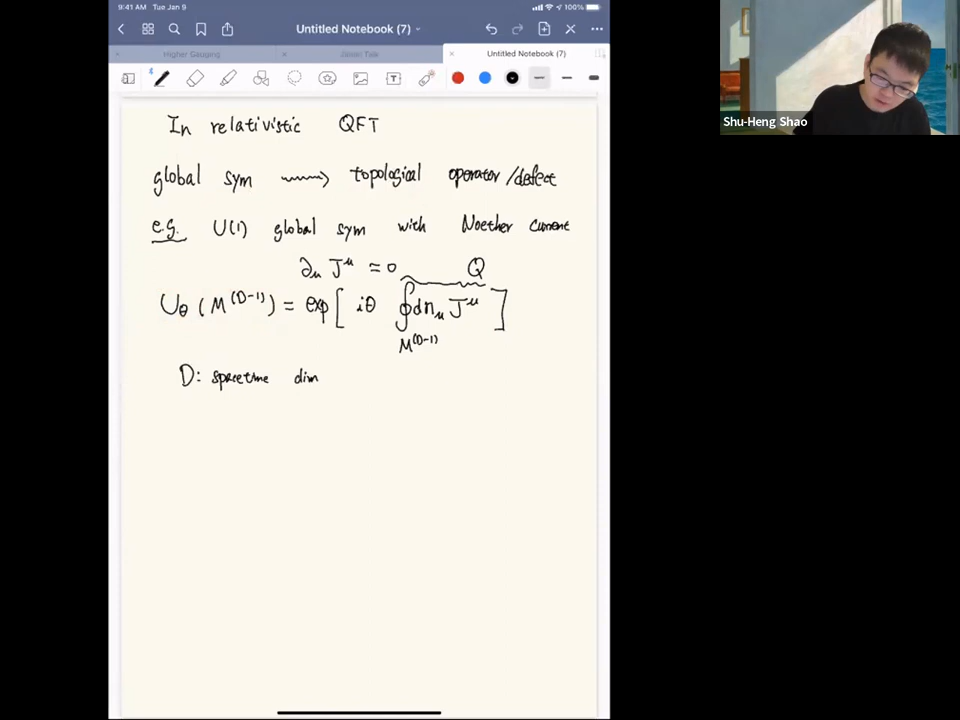 9:41 AM Tue Jan 9
100%
Untitled Notebook (7)
Higher Gauging
Talk
Untitled Notebook (7)
In relativistic QFT
global sym ⟿ topological operator/defect
e.g. U(1) global sym with Noether current
∂_μ J^μ = 0 Q
U_θ (M^(D-1)) = exp[ iθ ∮ dn_μ J^μ ]
M^(D-1)
D: spacetime dim
Shu-Heng Shao